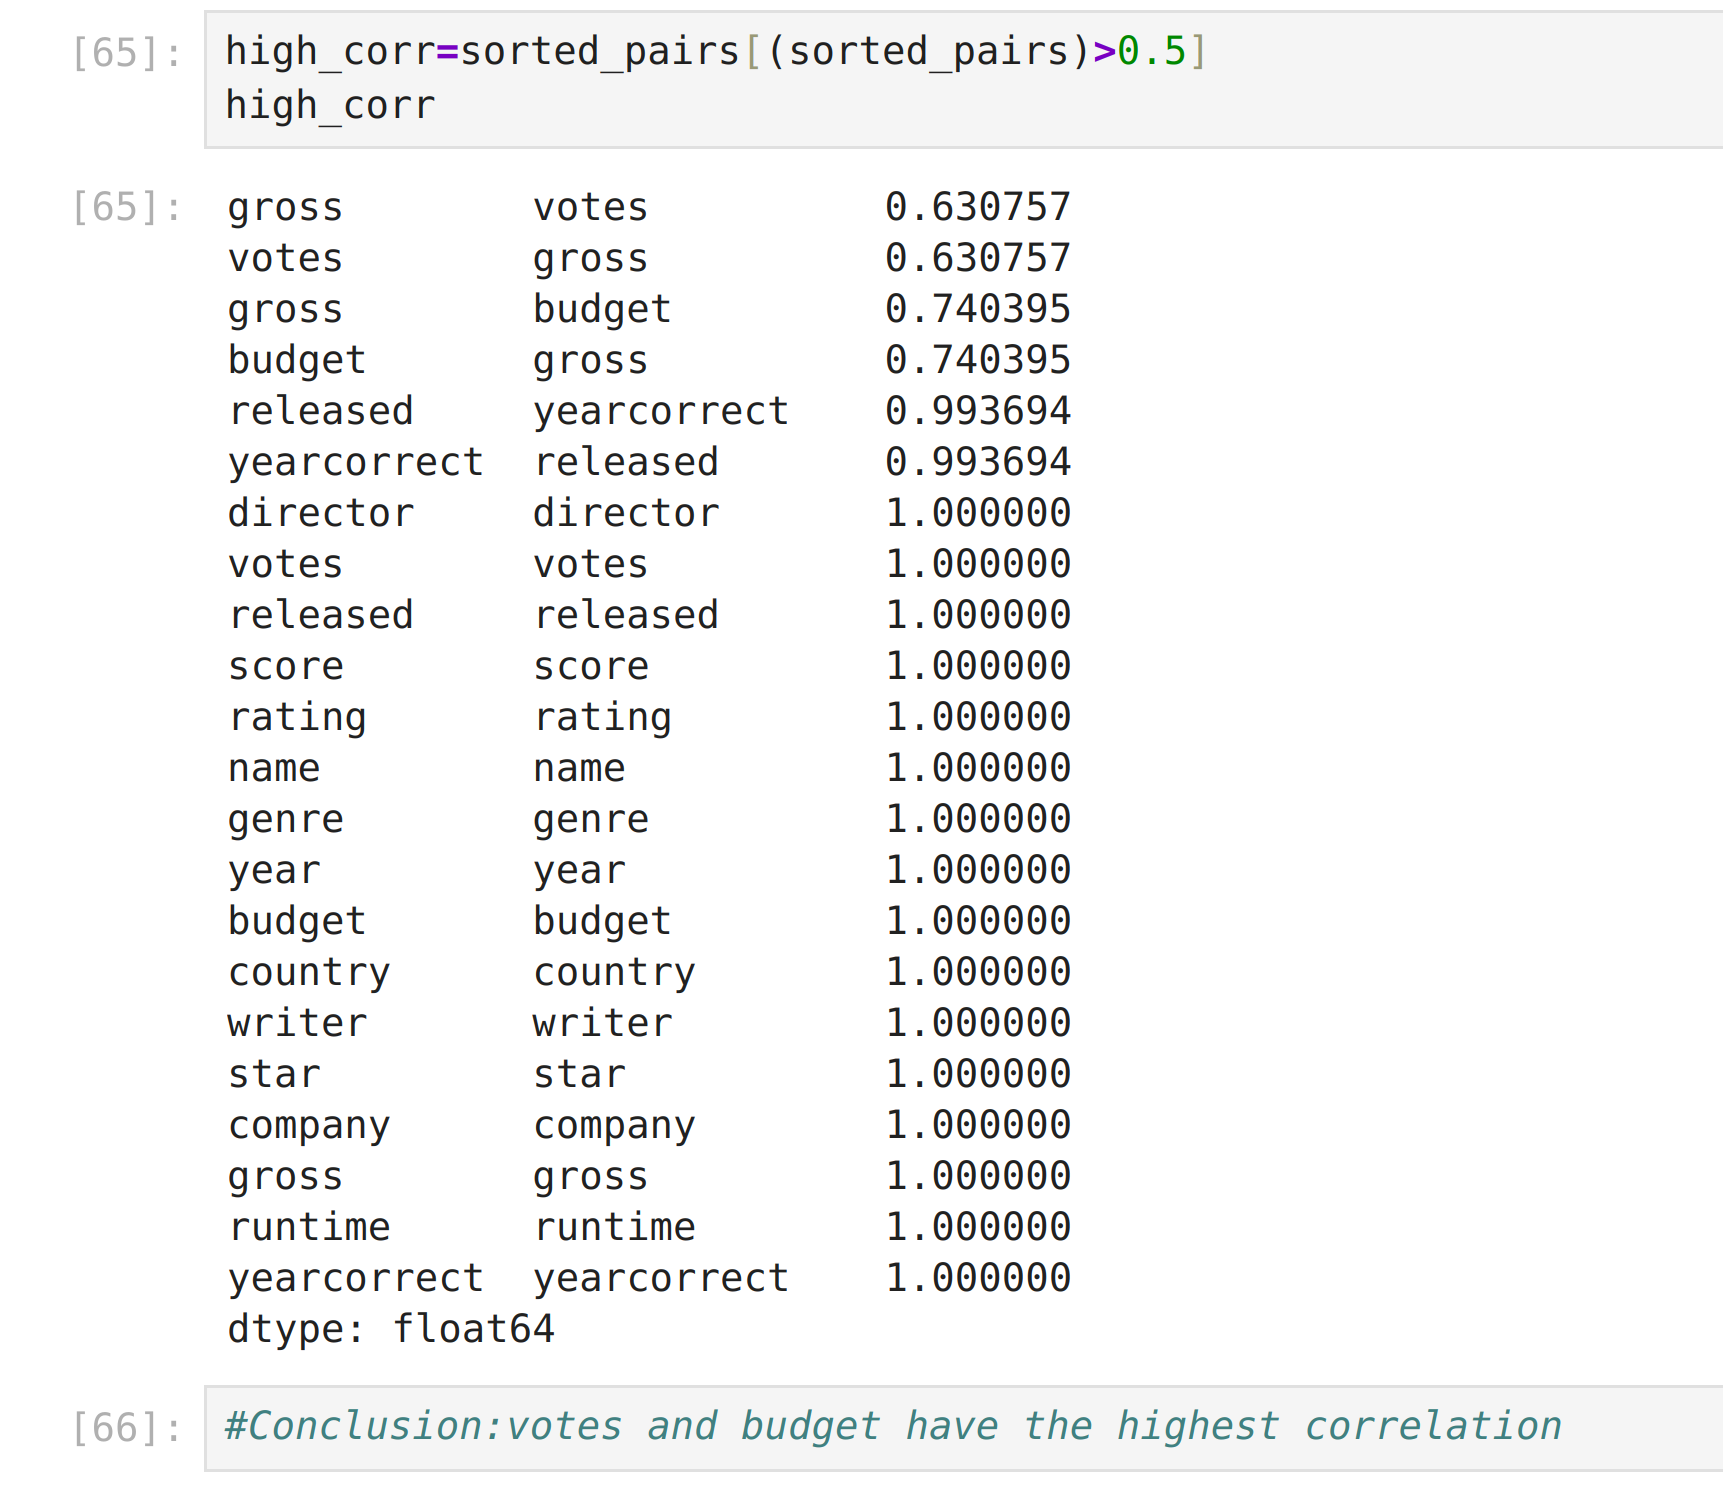 [65]: high_corr=sorted_pairs[(sorted_pairs)>0.5]
high_corr
[65]: gross votes 0.630757
votes gross 0.630757
gross budget 0.740395
budget gross 0.740395
released yearcorrect 0.993694
yearcorrect released 0.993694
director director 1.000000
votes votes 1.000000
released released 1.000000
score score 1.000000
rating rating 1.000000
name name 1.000000
genre genre 1.000000
year year 1.000000
budget budget 1.000000
country country 1.000000
writer writer 1.000000
star star 1.000000
company company 1.000000
gross gross 1.000000
runtime runtime 1.000000
yearcorrect yearcorrect 1.000000
dtype: float64
[66]: #Conclusion:votes and budget have the highest correlation